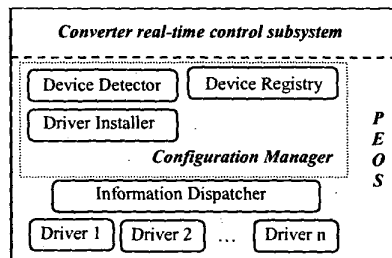 Converter real-time control subsystem
Device Detector
Device Registry
Driver Installer
Configuration Manager
PEOS
Information Dispatcher
Driver 1
Driver 2
...
Driver n